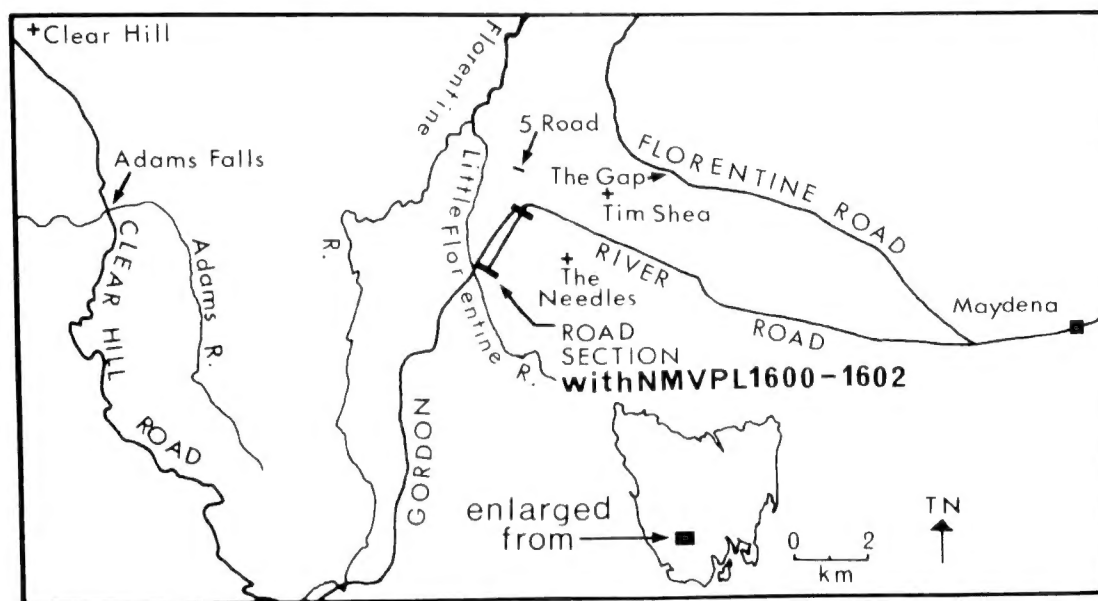 +Clear Hill
Florentine
R.
5 Road
Adams Falls
The Gap
FLORENTINE ROAD
+
Tim Shea
Little Florentine R.
CLEAR HILL ROAD
Adams R.
+
The
Needles
GORDON RIVER ROAD
Maydena
ROAD
SECTION
withNMVPL1600-1602
enlarged
from
0 2
km
TN